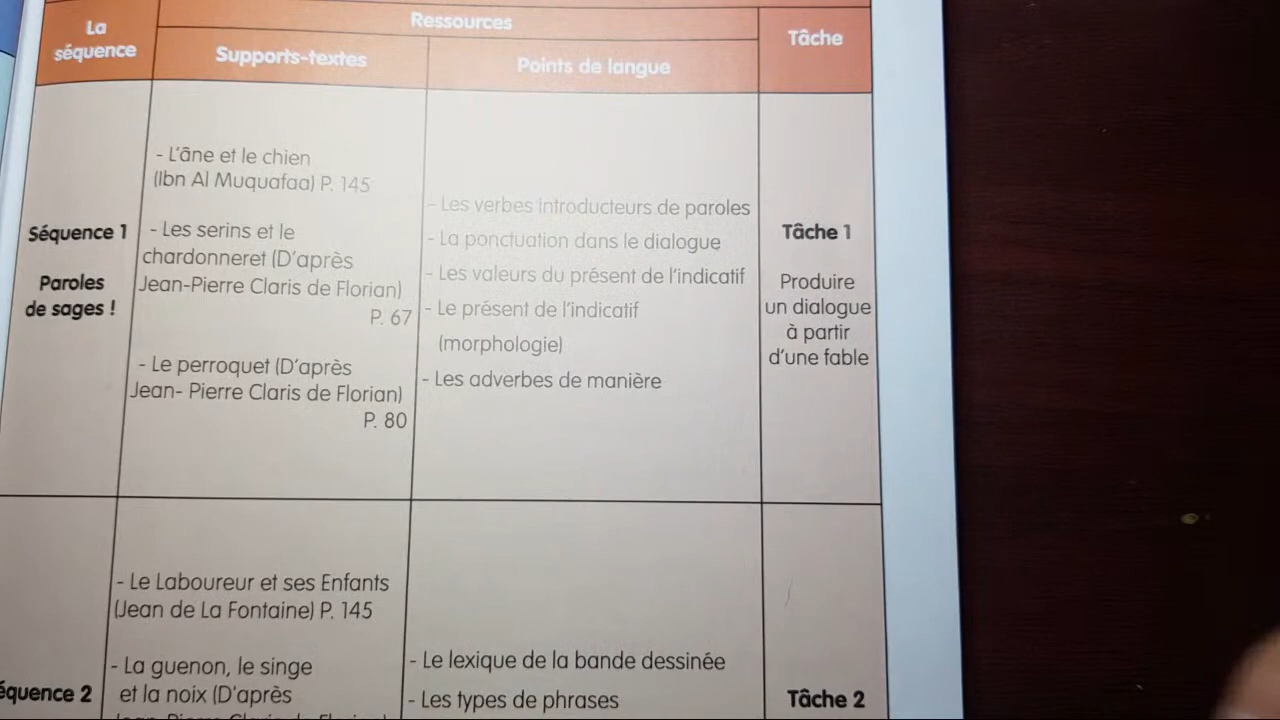 La
séquence
Ressources
Supports-textes
Points de langue
Tâche
Séquence 1
Paroles
de sages !
- L'âne et le chien
(Ibn Al Muquafaa) P. 145
- Les serins et le
chardonneret (D'après
Jean-Pierre Claris de Florian)
P. 67
- Le perroquet (D'après
Jean- Pierre Claris de Florian)
P. 80
- Les verbes introducteurs de paroles
- La ponctuation dans le dialogue
- Les valeurs du présent de l'indicatif
- Le présent de l'indicatif
(morphologie)
- Les adverbes de manière
Tâche 1
Produire
un dialogue
à partir
d'une fable
équence 2
- Le Laboureur et ses Enfants
(Jean de La Fontaine) P. 145
- La guenon, le singe
et la noix (D'après
- Le lexique de la bande dessinée
- Les types de phrases
Tâche 2